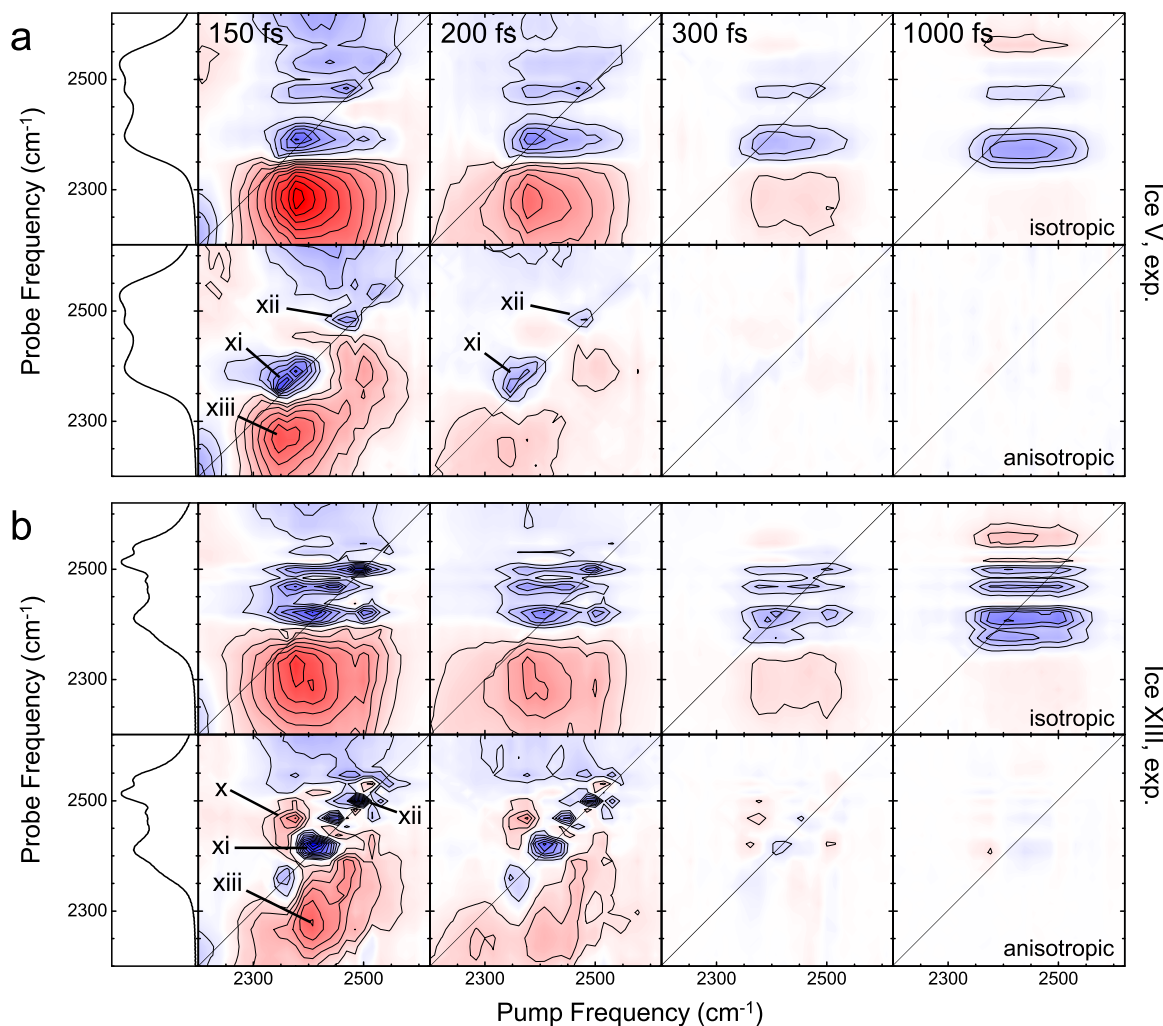 a
150 fs
200 fs
300 fs
1000 fs
2500
2300
isotropic
Probe Frequency (cm-1)
Ice V, exp.
2500
2300
xii
xi
xiii
xii
xi
anisotropic
b
2500
2300
isotropic
Probe Frequency (cm-1)
Ice XIII, exp.
2500
2300
x
xi
xii
xiii
anisotropic
2300 2500 2300 2500 2300 2500 2300 2500
Pump Frequency (cm-1)